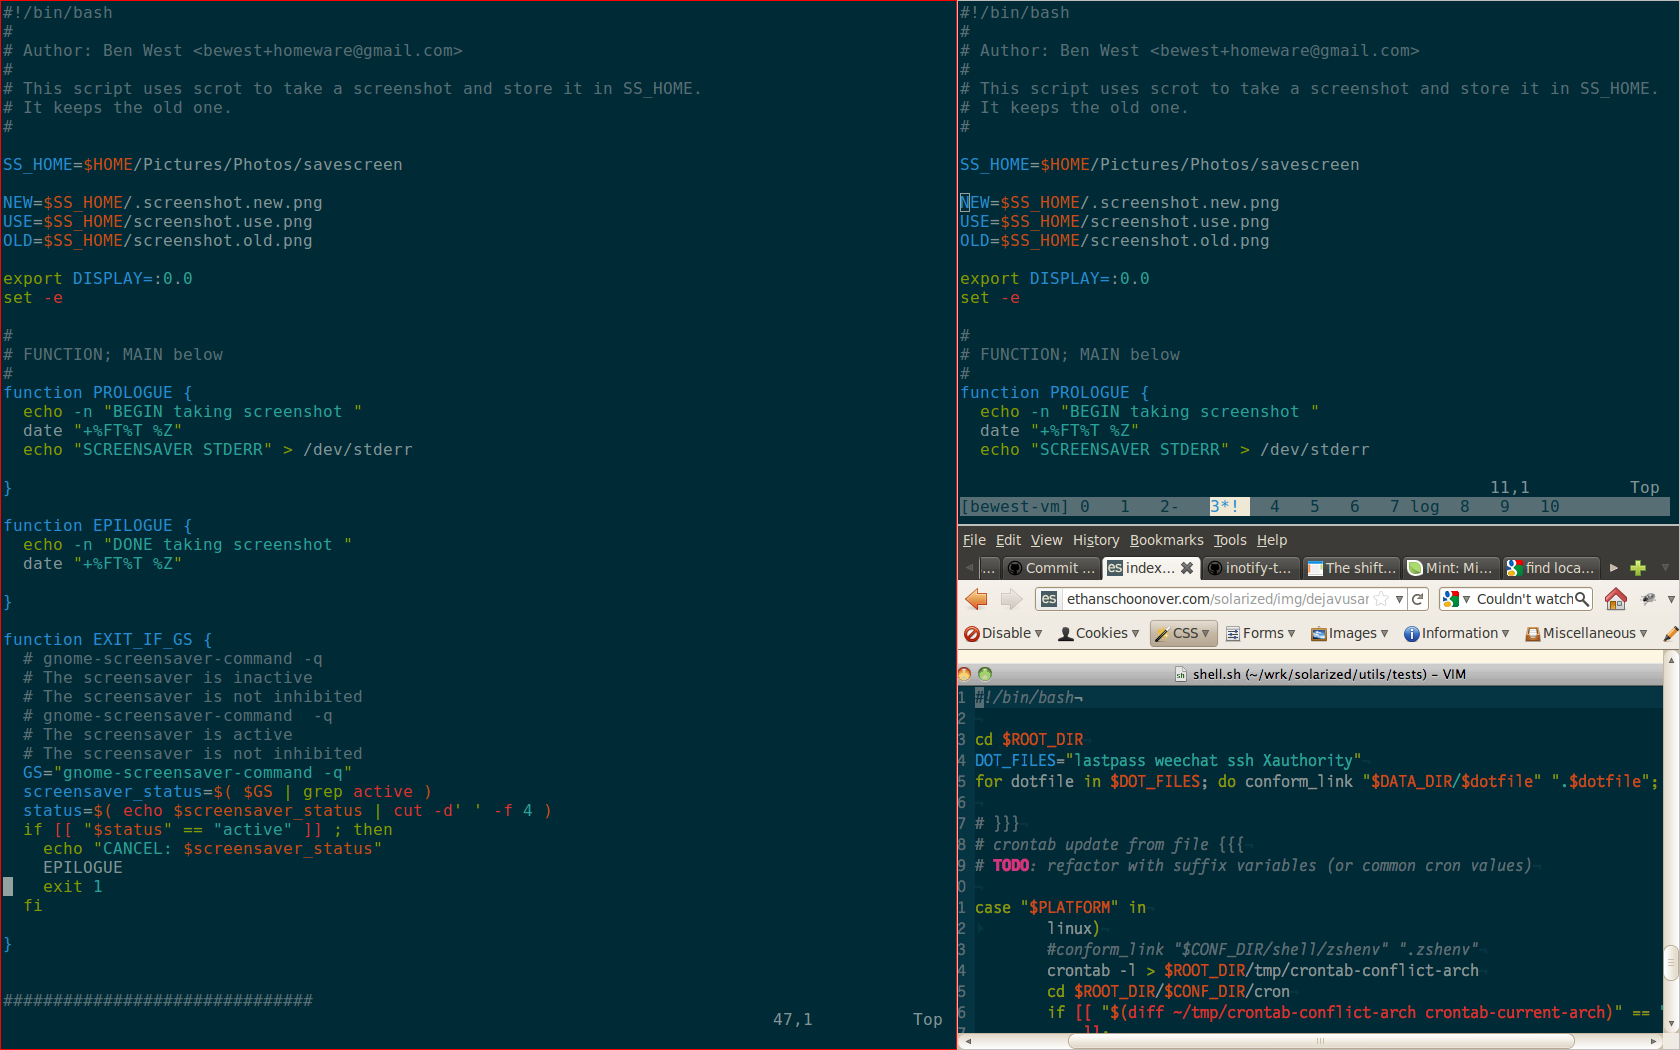 #!/bin/bash
#
# Author: Ben West <bewest+homeware@gmail.com>
#
# This script uses scrot to take a screenshot and store it in SS_HOME.
# It keeps the old one.
#
SS_HOME=$HOME/Pictures/Photos/savescreen
NEW=$SS_HOME/.screenshot.new.png
USE=$SS_HOME/screenshot.use.png
OLD=$SS_HOME/screenshot.old.png
export DISPLAY=:0.0
set -e
#
# FUNCTION; MAIN below
#
function PROLOGUE {
  echo -n "BEGIN taking screenshot "
  date "+%FT%T %Z"
  echo "SCREENSAVER STDERR" > /dev/stderr
}
function EPILOGUE {
  echo -n "DONE taking screenshot "
  date "+%FT%T %Z"
}
function EXIT_IF_GS {
  # gnome-screensaver-command -q
  # The screensaver is inactive
  # The screensaver is not inhibited
  # gnome-screensaver-command  -q
  # The screensaver is active
  # The screensaver is not inhibited
  GS="gnome-screensaver-command -q"
  screensaver_status=$( $GS | grep active )
  status=$( echo $screensaver_status | cut -d' ' -f 4 )
  if [[ "$status" == "active" ]] ; then
    echo "CANCEL: $screensaver_status"
    EPILOGUE
    exit 1
  fi
}
###############################
47,1 Top
#!/bin/bash
#
# Author: Ben West <bewest+homeware@gmail.com>
#
# This script uses scrot to take a screenshot and store it in SS_HOME.
# It keeps the old one.
#
SS_HOME=$HOME/Pictures/Photos/savescreen
NEW=$SS_HOME/.screenshot.new.png
USE=$SS_HOME/screenshot.use.png
OLD=$SS_HOME/screenshot.old.png
export DISPLAY=:0.0
set -e
#
# FUNCTION; MAIN below
#
function PROLOGUE {
  echo -n "BEGIN taking screenshot "
  date "+%FT%T %Z"
  echo "SCREENSAVER STDERR" > /dev/stderr
11,1 Top
[bewest-vm] 0 1 2- 3*! 4 5 6 7 log 8 9 10
File Edit View History Bookmarks Tools Help
... Commit ... es index... inotify-t... The shift... Mint: Mi... find loca...
es ethanschoonover.com/solarized/img/dejavusar Couldn't watch
Disable Cookies CSS Forms Images Information Miscellaneous
sh shell.sh (~/wrk/solarized/utils/tests) – VIM
1 #!/bin/bash¬
2 ¬
3 cd $ROOT_DIR¬
4 DOT_FILES="lastpass weechat ssh Xauthority"¬
5 for dotfile in $DOT_FILES; do conform_link "$DATA_DIR/$dotfile" ".$dotfile";
6 ¬
7 # }}}¬
8 # crontab update from file {{{¬
9 # TODO: refactor with suffix variables (or common cron values)¬
0 ¬
1 case "$PLATFORM" in¬
2 linux)¬
3 #conform_link "$CONF_DIR/shell/zshenv" ".zshenv"¬
4 crontab -l > $ROOT_DIR/tmp/crontab-conflict-arch¬
5 cd $ROOT_DIR/$CONF_DIR/cron¬
6 if [[ "$(diff ~/tmp/crontab-conflict-arch crontab-current-arch)" == "
7 ]];